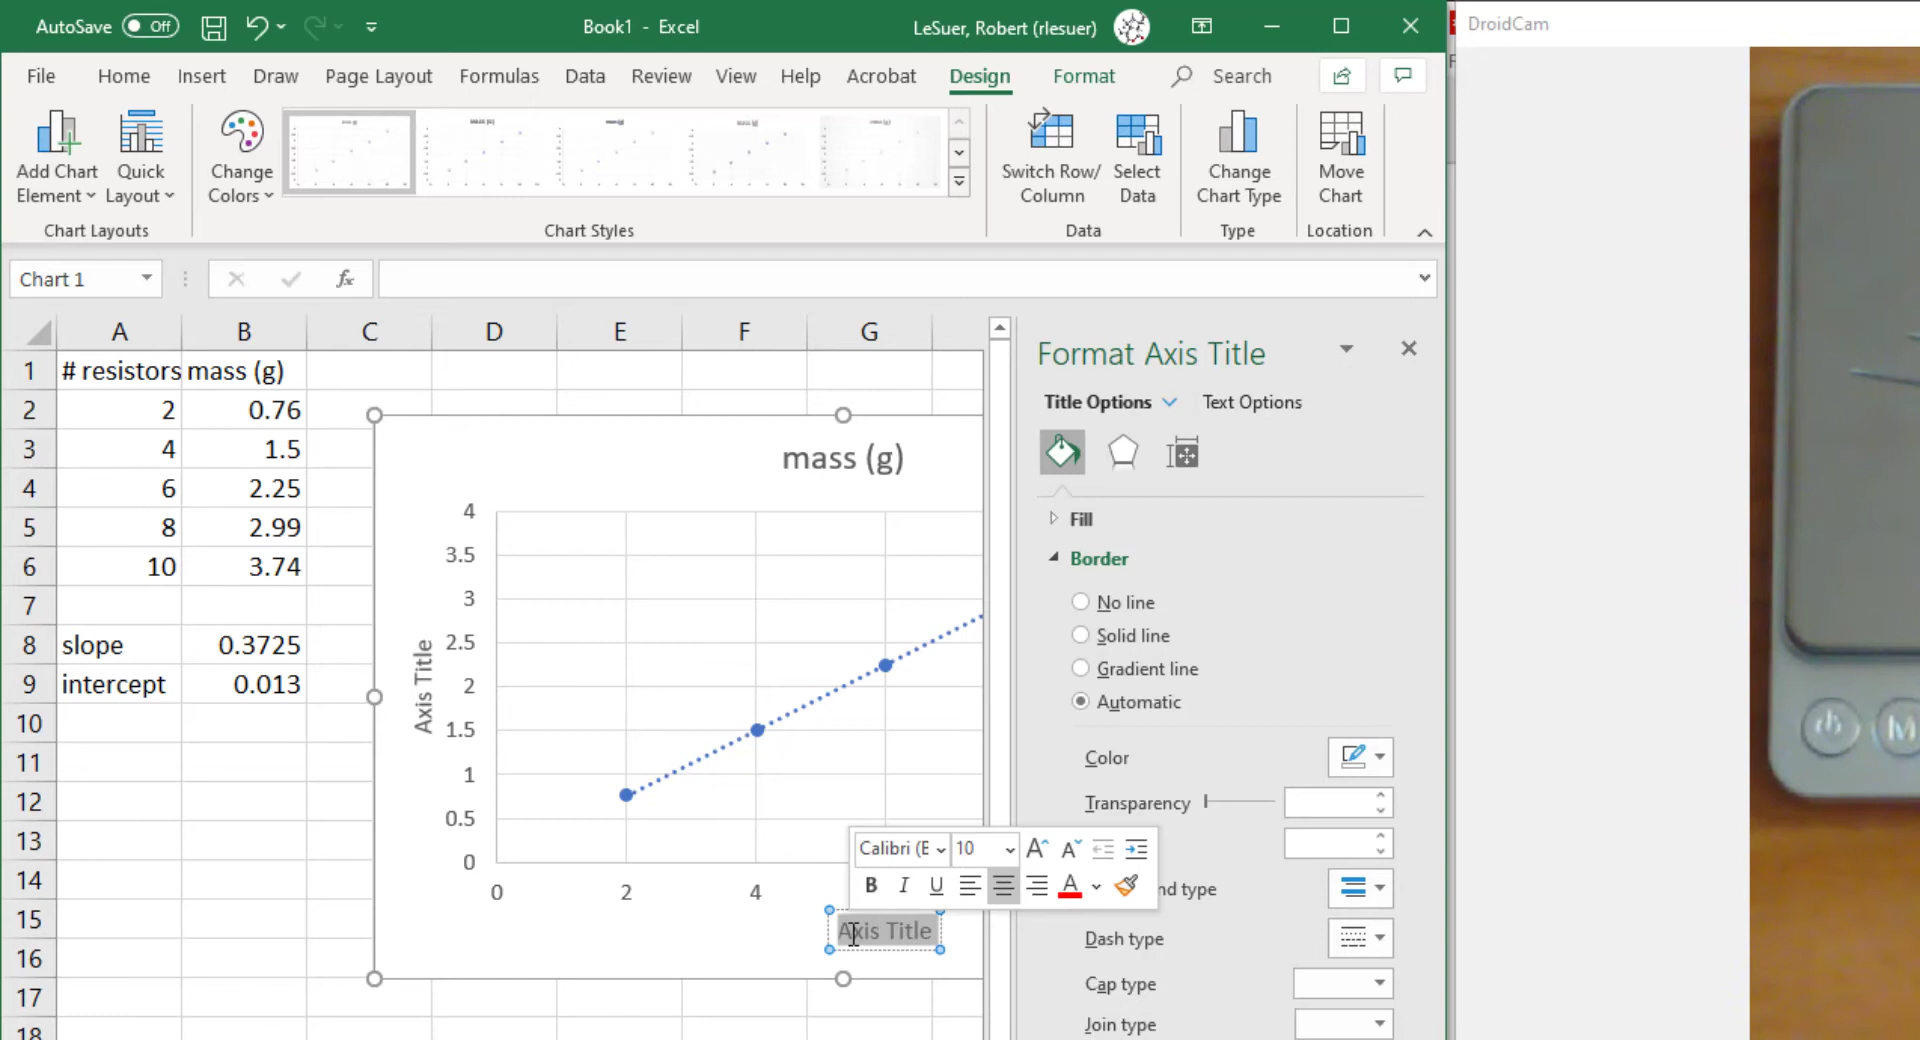 AutoSave Off Book1 - Excel LeSuer, Robert (rlesuer)
DroidCam
File Home Insert Draw Page Layout Formulas Data Review View Help Acrobat Design Format Search
Add Chart Element
Quick Layout
Change Colors
Switch Row/ Column
Select Data
Change Chart Type
Move Chart
Chart Layouts Chart Styles Data Type Location
Chart 1 fx
A B C D E F G
1 # resistors mass (g)
2 2 0.76
3 4 1.5
4 6 2.25
5 8 2.99
6 10 3.74
7
8 slope 0.3725
9 intercept 0.013
10
11
12
13
14
15
16
17
18
mass (g)
4
3.5
3
2.5
2
1.5
1
0.5
0
Axis Title
0 2 4
Axis Title
Calibri (E 10 A A
B I U A
Format Axis Title
Title Options Text Options
Fill
Border
No line
Solid line
Gradient line
Automatic
Color
Transparency
nd type
Dash type
Cap type
Join type
M